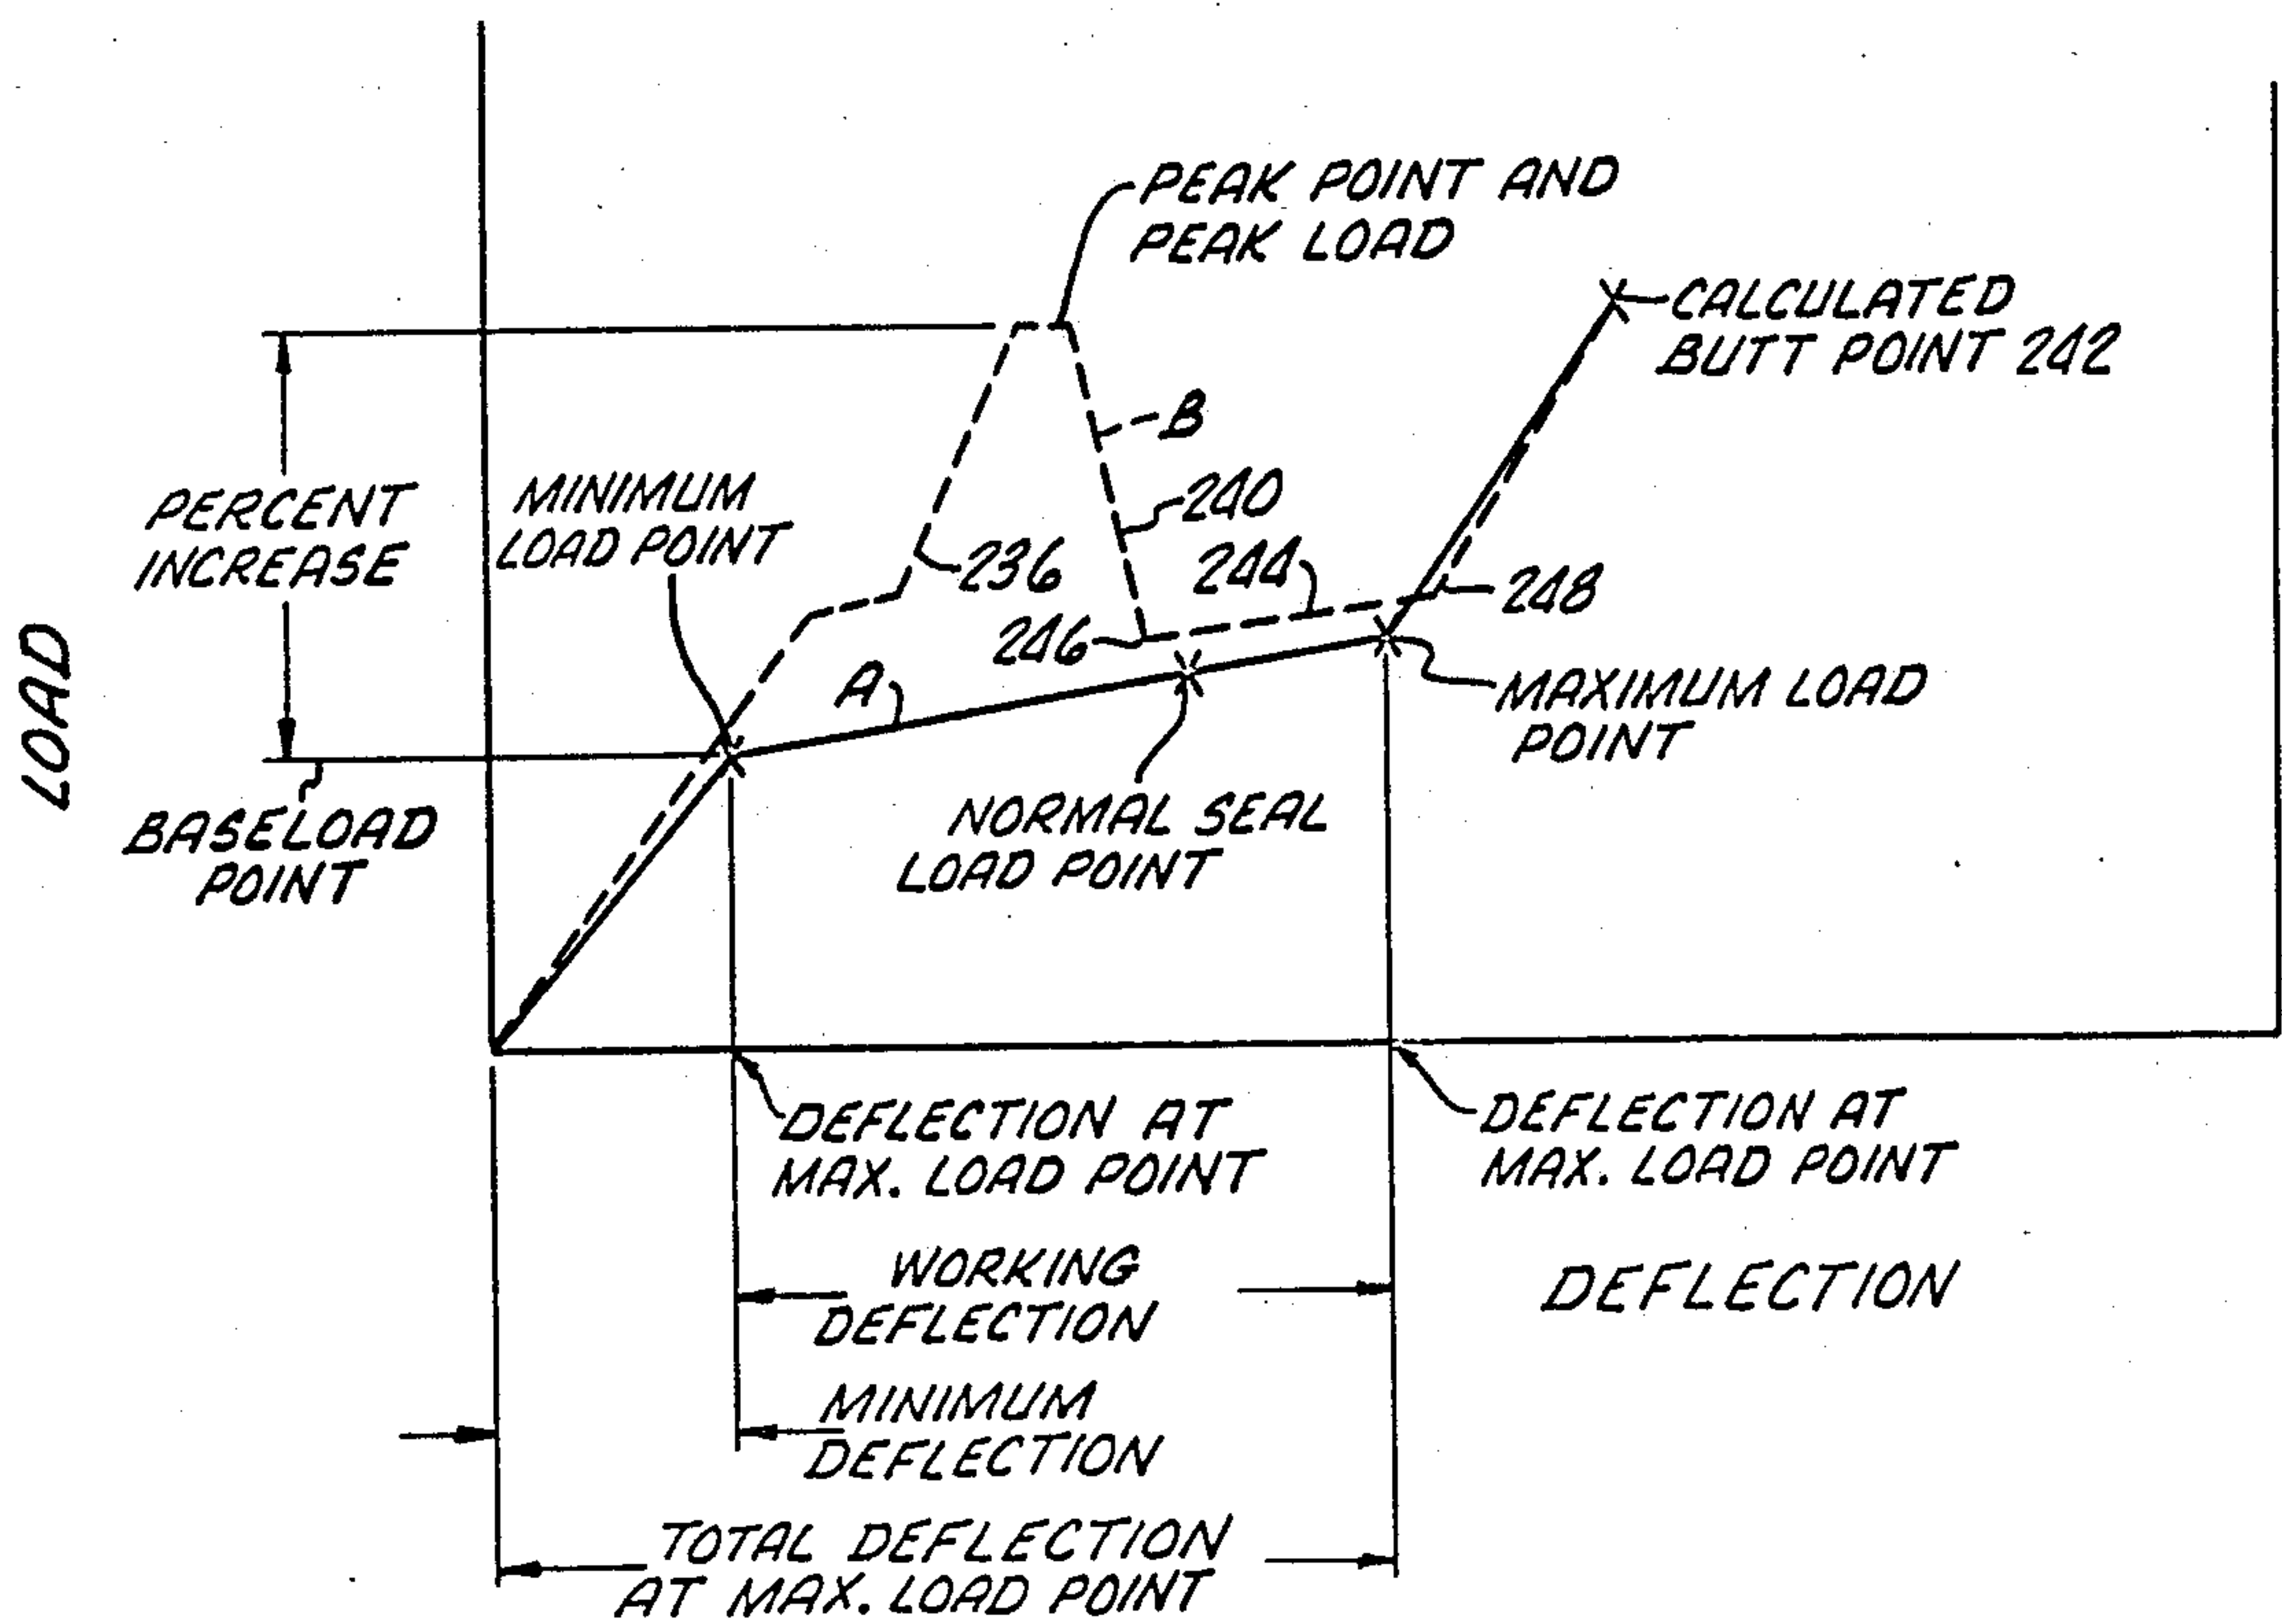 PEAK POINT AND
PEAK LOAD
CALCULATED
BUTT POINT 242
B
240
PERCENT
INCREASE
MINIMUM
LOAD POINT
236
244
248
246
A
MAXIMUM LOAD
POINT
LOAD
BASELOAD
POINT
NORMAL SEAL
LOAD POINT
DEFLECTION AT
MAX. LOAD POINT
DEFLECTION AT
MAX. LOAD POINT
WORKING
DEFLECTION
DEFLECTION
MINIMUM
DEFLECTION
TOTAL DEFLECTION
AT MAX. LOAD POINT